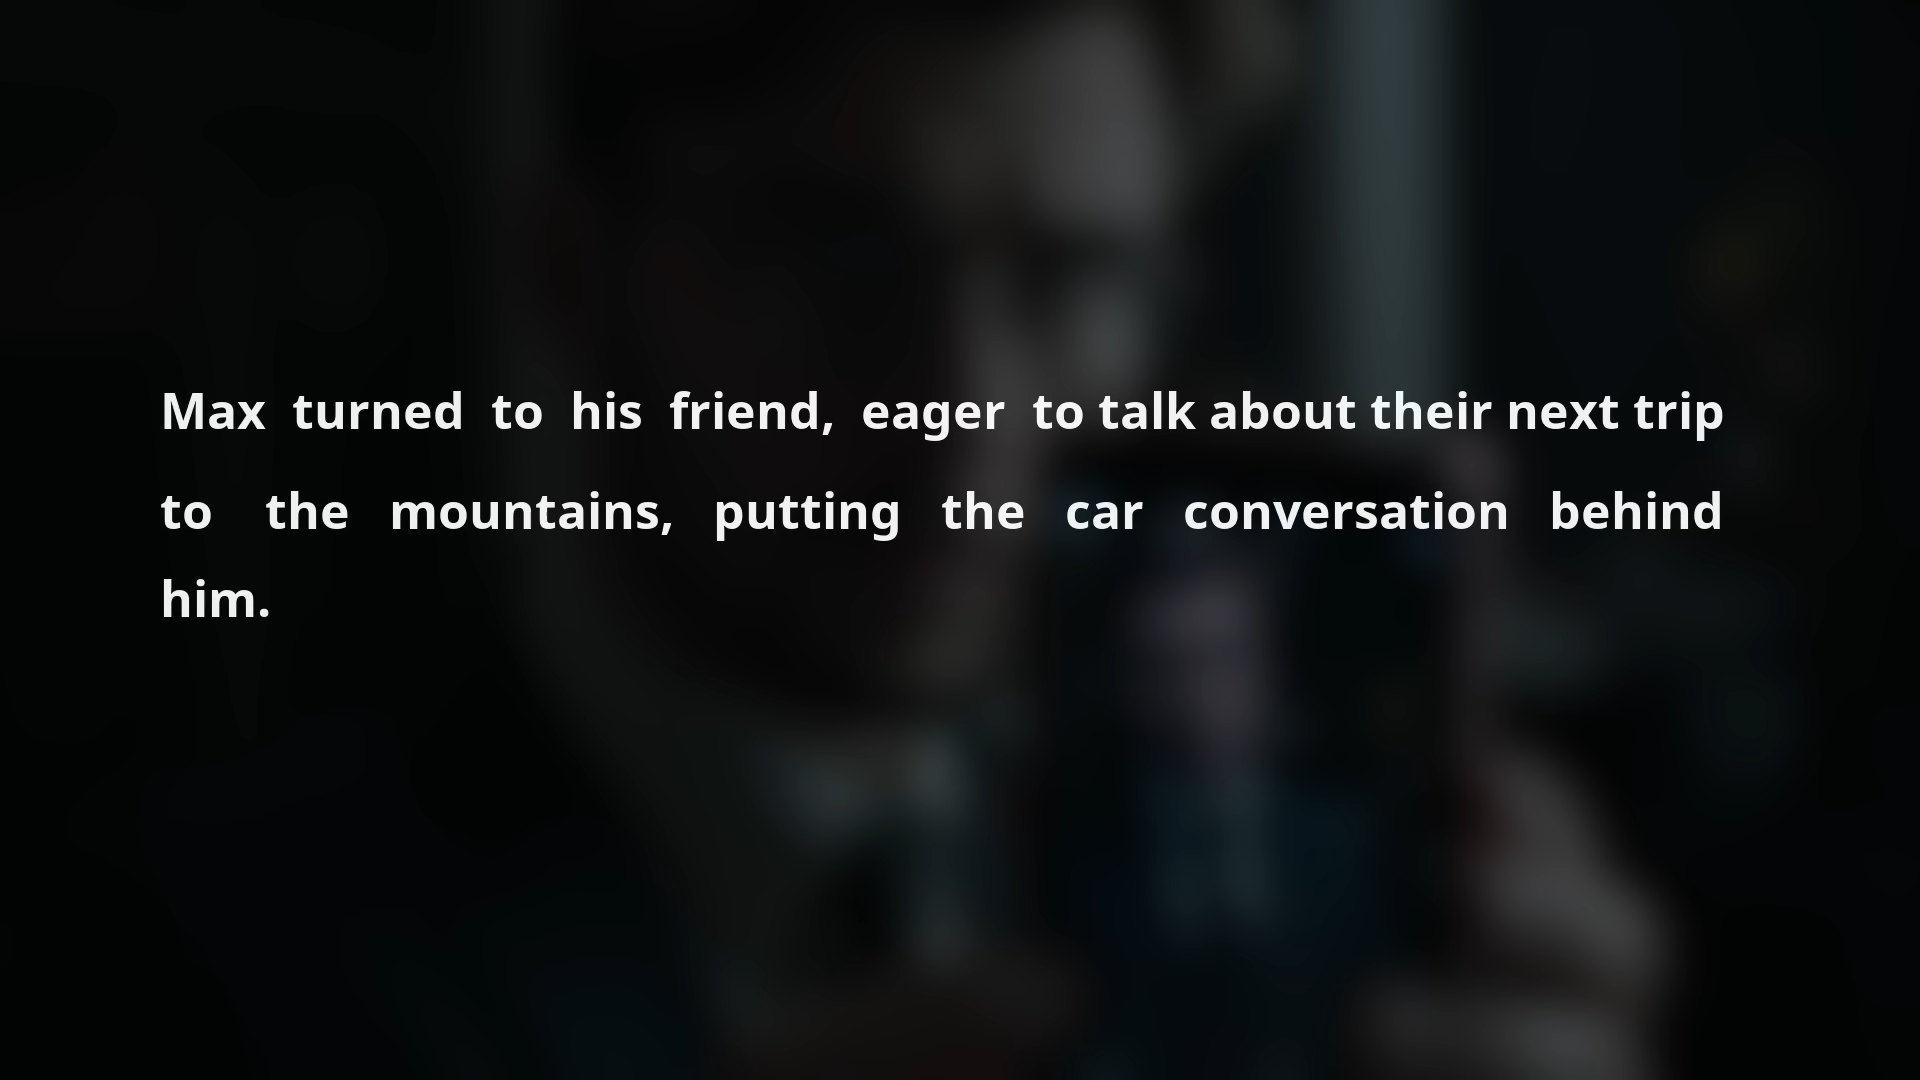 Max turned to his friend, eager to talk about their next trip
to the mountains, putting the car conversation behind
him.